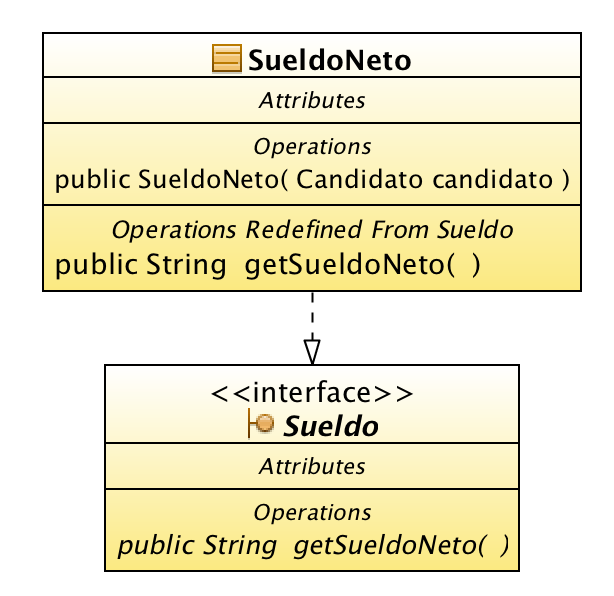 SueldoNeto
Attributes
Operations
public SueldoNeto( Candidato candidato )
Operations Redefined From Sueldo
public String  getSueldoNeto(  )
<<interface>>
Sueldo
Attributes
Operations
public String  getSueldoNeto(  )